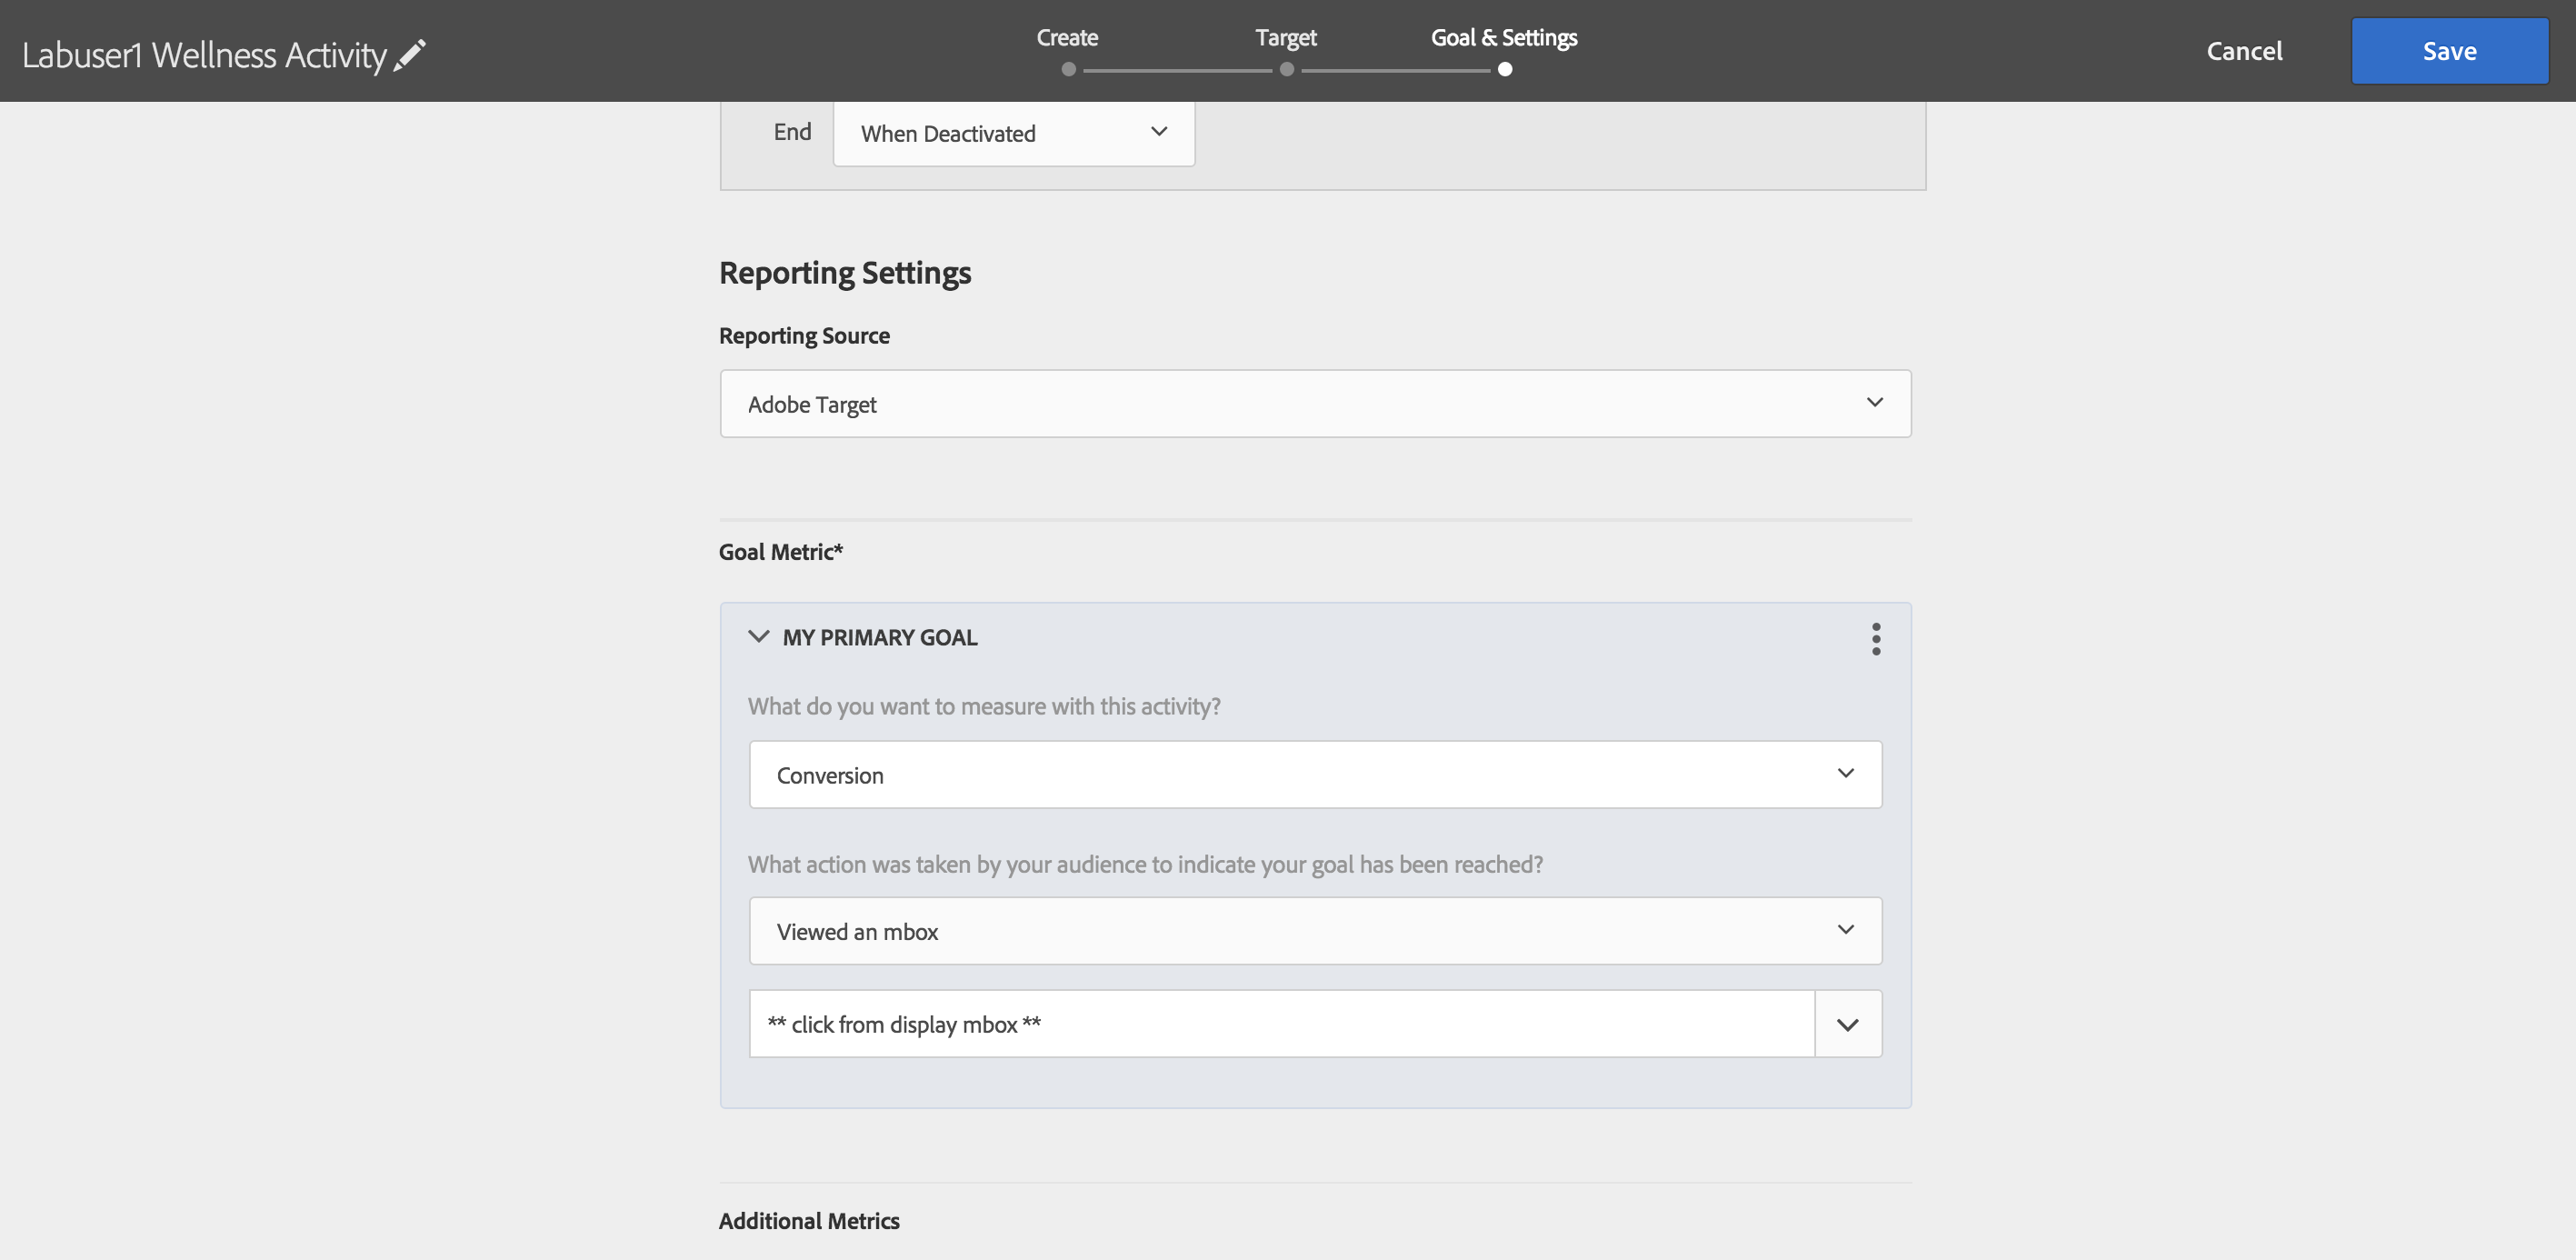 Labuser1 Wellness Activity
Create
Target
Goal & Settings
Cancel
Save
End
When Deactivated
Reporting Settings
Reporting Source
Adobe Target
Goal Metric*
MY PRIMARY GOAL
What do you want to measure with this activity?
Conversion
What action was taken by your audience to indicate your goal has been reached?
Viewed an mbox
** click from display mbox **
Additional Metrics